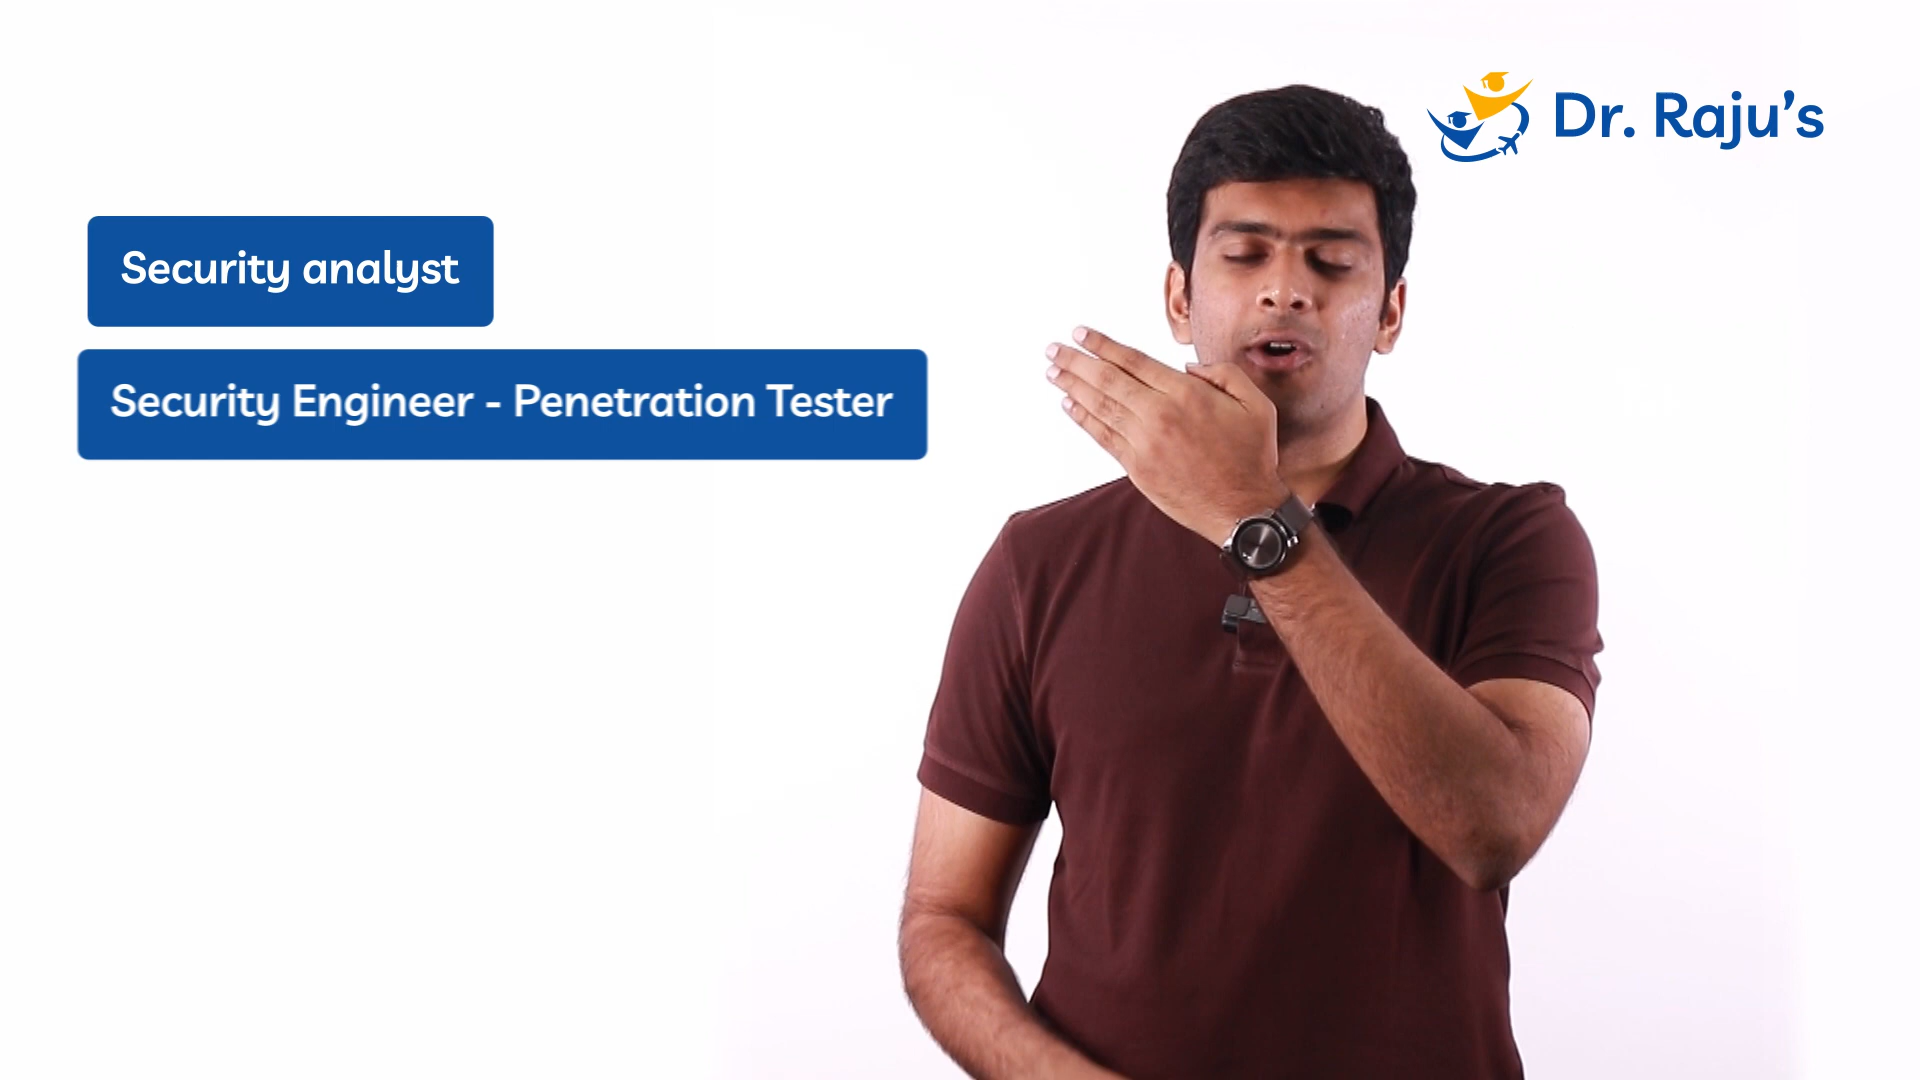 Dr. Raju's
Security analyst
Security Engineer - Penetration Tester